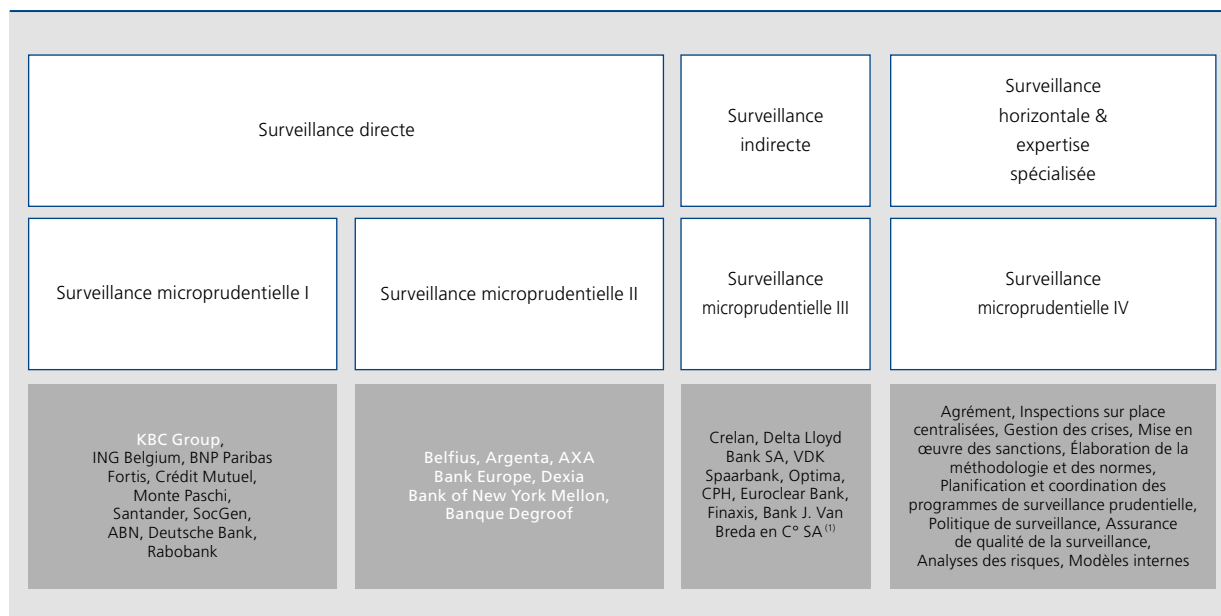 Surveillance directe
Surveillance
indirecte
Surveillance
horizontale &
expertise
spécialisée
Surveillance microprudentielle I
Surveillance microprudentielle II
Surveillance
microprudentielle III
Surveillance
microprudentielle IV
KBC Group,
ING Belgium, BNP Paribas
Fortis, Crédit Mutuel,
Monte Paschi,
Santander, SocGen,
ABN, Deutsche Bank,
Rabobank
Belfius, Argenta, AXA
Bank Europe, Dexia
Bank of New York Mellon,
Banque Degroof
Crelan, Delta Lloyd
Bank SA, VDK
Spaarbank, Optima,
CPH, Euroclear Bank,
Finaxis, Bank J. Van
Breda en C° SA (1)
Agrément, Inspections sur place
centralisées, Gestion des crises, Mise en
œuvre des sanctions, Élaboration de la
méthodologie et des normes,
Planification et coordination des
programmes de surveillance prudentielle,
Politique de surveillance, Assurance
de qualité de la surveillance,
Analyses des risques, Modèles internes